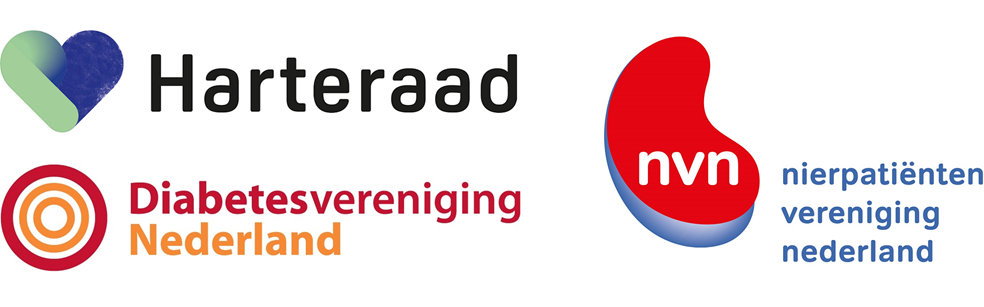 Harteraad
Diabetesvereniging
Nederland
nvn
nierpatiënten
vereniging
nederland